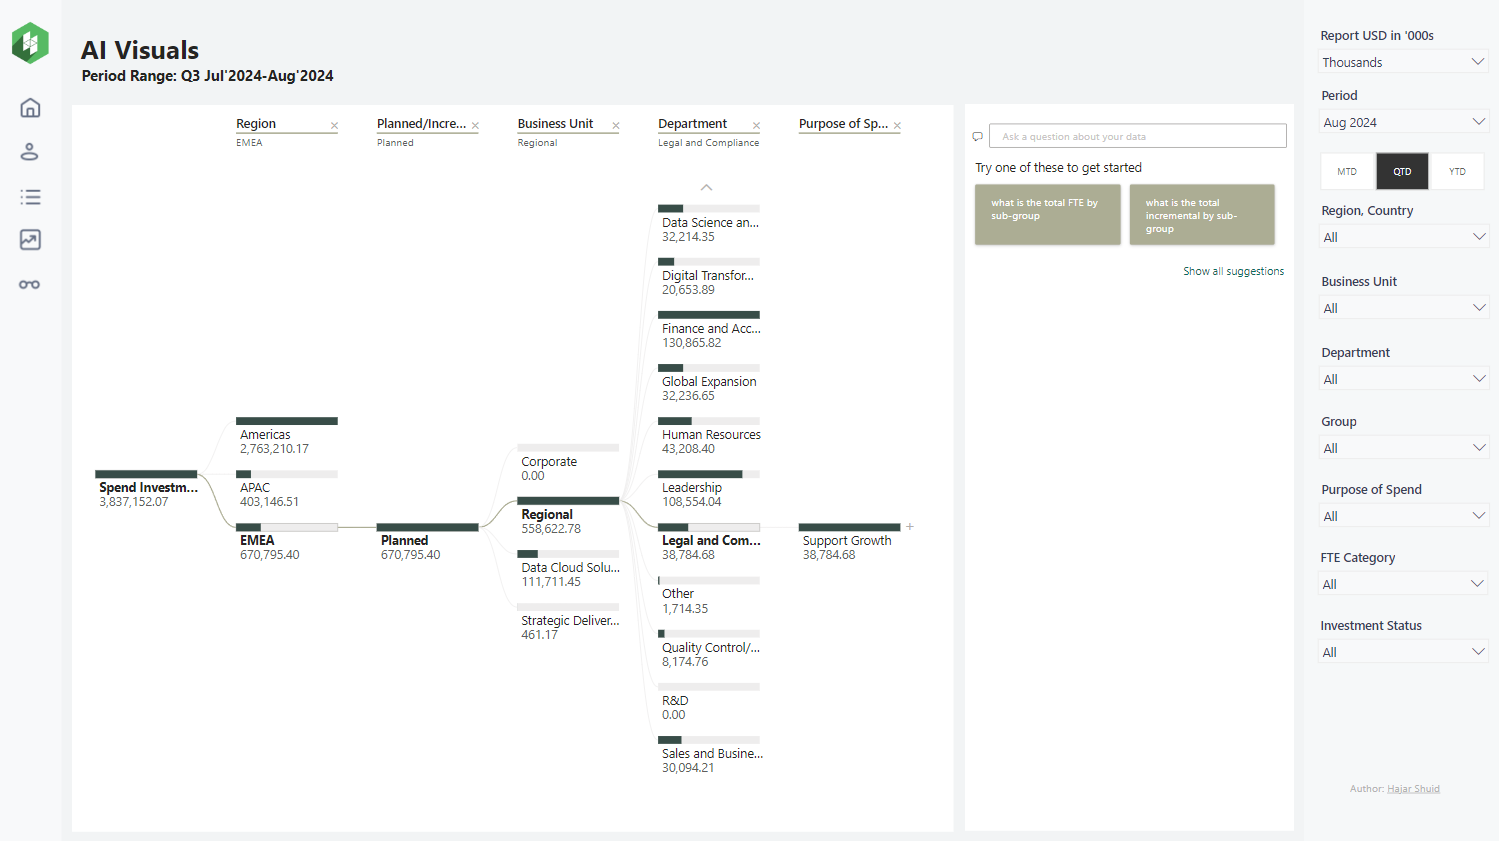 AI Visuals
Period Range: Q3 Jul'2024-Aug'2024
Region
EMEA
Planned/Incre...
Planned
Business Unit
Regional
Department
Legal and Compliance
Purpose of Sp...
Spend Investm...
3,837,152.07
Americas
2,763,210.17
APAC
403,146.51
EMEA
670,795.40
Planned
670,795.40
Corporate
0.00
Regional
558,622.78
Data Cloud Solu...
111,711.45
Strategic Deliver...
461.17
Data Science an...
32,214.35
Digital Transfor...
20,653.89
Finance and Acc...
130,865.82
Global Expansion
32,236.65
Human Resources
43,208.40
Leadership
108,554.04
Legal and Com...
38,784.68
Other
1,714.35
Quality Control/...
8,174.76
R&D
0.00
Sales and Busine...
30,094.21
Support Growth
38,784.68
Ask a question about your data
Try one of these to get started
what is the total FTE by
sub-group
what is the total
incremental by sub-
group
Show all suggestions
Report USD in '000s
Thousands
Period
Aug 2024
MTD
QTD
YTD
Region, Country
All
Business Unit
All
Department
All
Group
All
Purpose of Spend
All
FTE Category
All
Investment Status
All
Author: Hajar Shuid